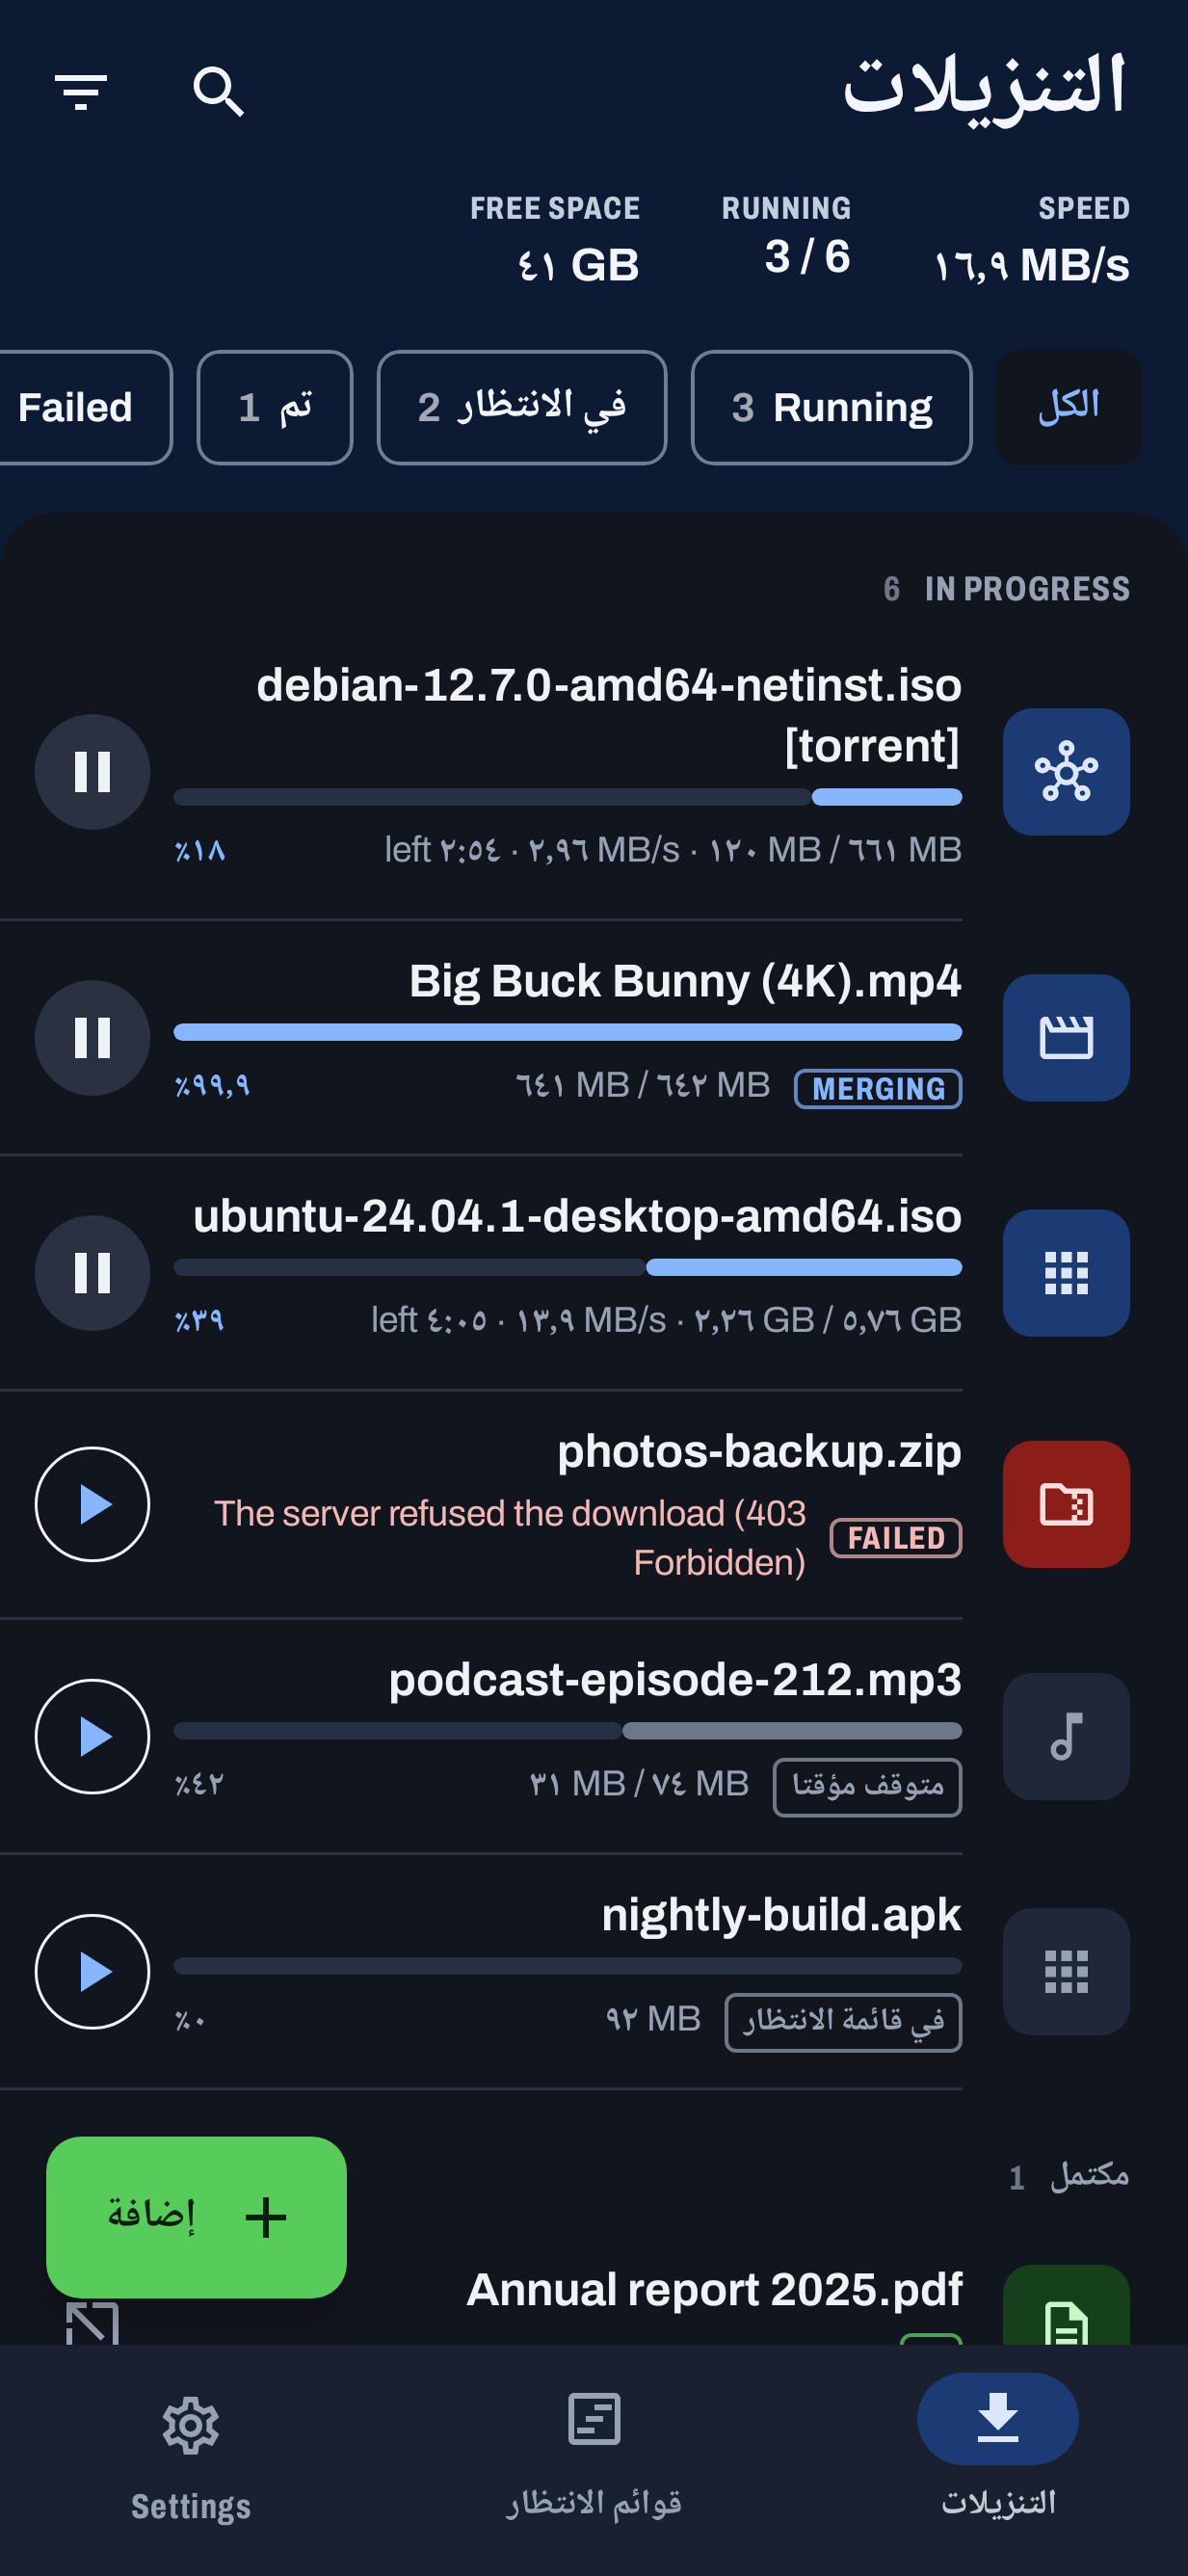 التنزيلات
SPEED
١٦,٩ MB/s
RUNNING
3 / 6
FREE SPACE
٤١ GB
الكل
Running 3
في الانتظار 2
تم 1
Failed
IN PROGRESS 6
debian-12.7.0-amd64-netinst.iso
[torrent]
left ٢:٥٤ · ٢,٩٦ MB/s · ١٢٠ MB / ٦٦١ MB
٪١٨
Big Buck Bunny (4K).mp4
MERGING
٦٤١ MB / ٦٤٢ MB
٪٩٩,٩
ubuntu-24.04.1-desktop-amd64.iso
left ٤:٠٥ · ١٣,٩ MB/s · ٢,٢٦ GB / ٥,٧٦ GB
٪٣٩
photos-backup.zip
FAILED
The server refused the download (403
Forbidden)
podcast-episode-212.mp3
متوقف مؤقتا
٣١ MB / ٧٤ MB
٪٤٢
nightly-build.apk
في قائمة الانتظار
٩٢ MB
٪٠
مكتمل 1
إضافة
Annual report 2025.pdf
التنزيلات
قوائم الانتظار
Settings